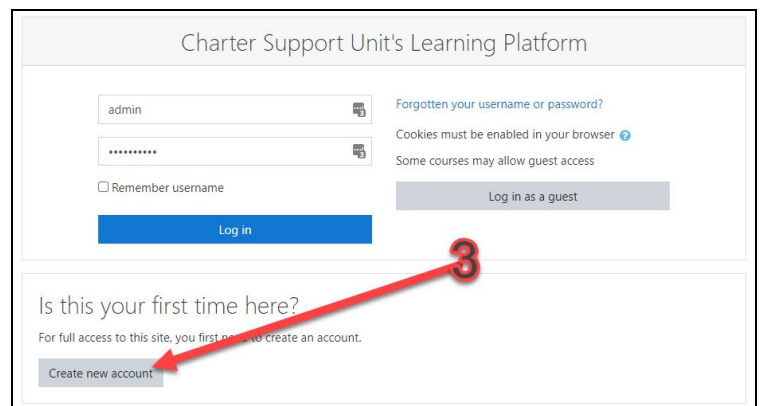 Charter Support Unit's Learning Platform
admin
••••••••••
Remember username
Log in
Forgotten your username or password?
Cookies must be enabled in your browser ?
Some courses may allow guest access
Log in as a guest
3
Is this your first time here?
For full access to this site, you first need to create an account.
Create new account